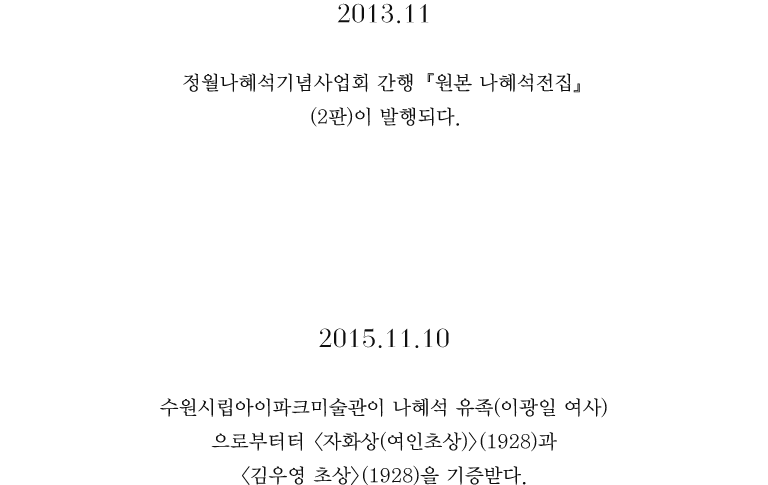 2013.11
정월나혜석기념사업회 간행 『원본 나혜석전집』
(2판)이 발행되다.
2015.11.10
수원시립아이파크미술관이 나혜석 유족(이광일 여사)
으로부터터 〈자화상(여인초상)〉(1928)과
〈김우영 초상〉(1928)을 기증받다.